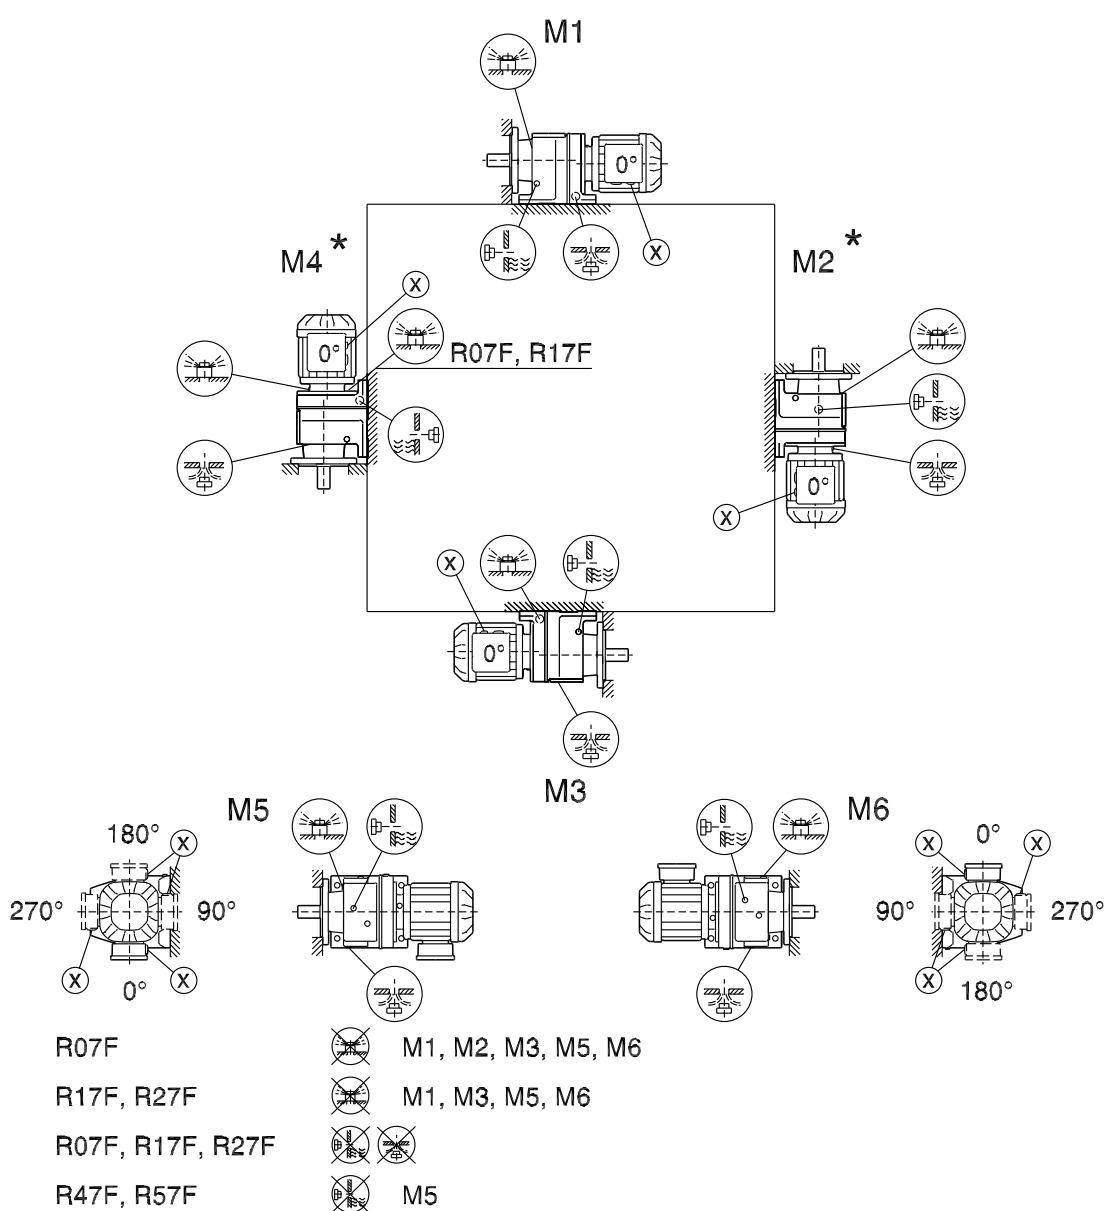 M1
0°
X
M4 *
M2 *
X
0°
R07F, R17F
0°
X
X
0°
M3
M5
M6
180°
X
0°
X
X
270°
90°
90°
270°
X
0°
X
X
180°
R07F M1, M2, M3, M5, M6
R17F, R27F M1, M3, M5, M6
R07F, R17F, R27F
R47F, R57F M5